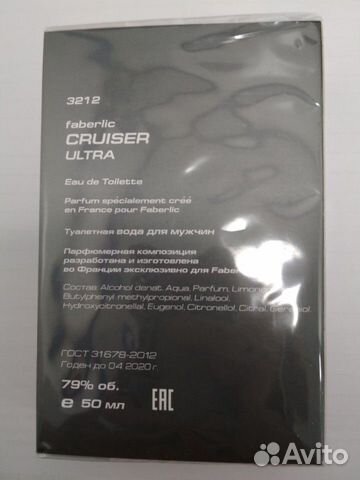 3212
faberlic
CRUISER
ULTRA
Eau de Toilette
Parfum spécialement créé
en France pour Faberlic
Туалетная вода для мужчин
Парфюмерная композиция
разработана и изготовлена
во Франции эксклюзивно для Faberlic
Состав: Alcohol denat, Aqua, Parfum, Limonene,
Butylphenyl methylpropional, Linalool,
Hydroxycitronellal, Eugenol, Citronellol, Citral, Geraniol.
ГОСТ 31678-2012
Годен до 04.2020 г.
79% об.
e 50 мл
EAC
Avito